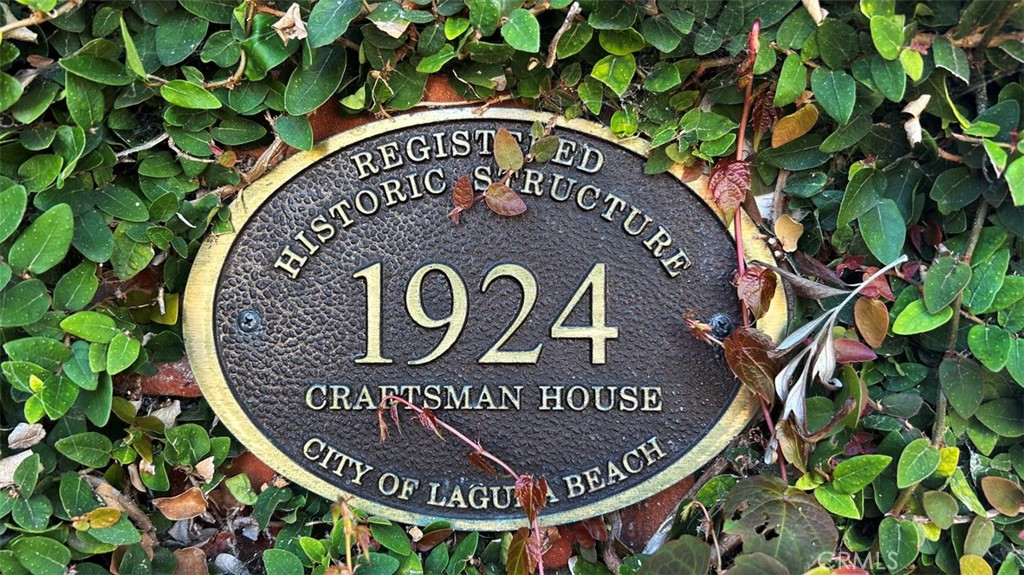 REGISTERED
HISTORIC STRUCTURE
1924
CRAFTSMAN HOUSE
CITY OF LAGUNA BEACH
CRMLS